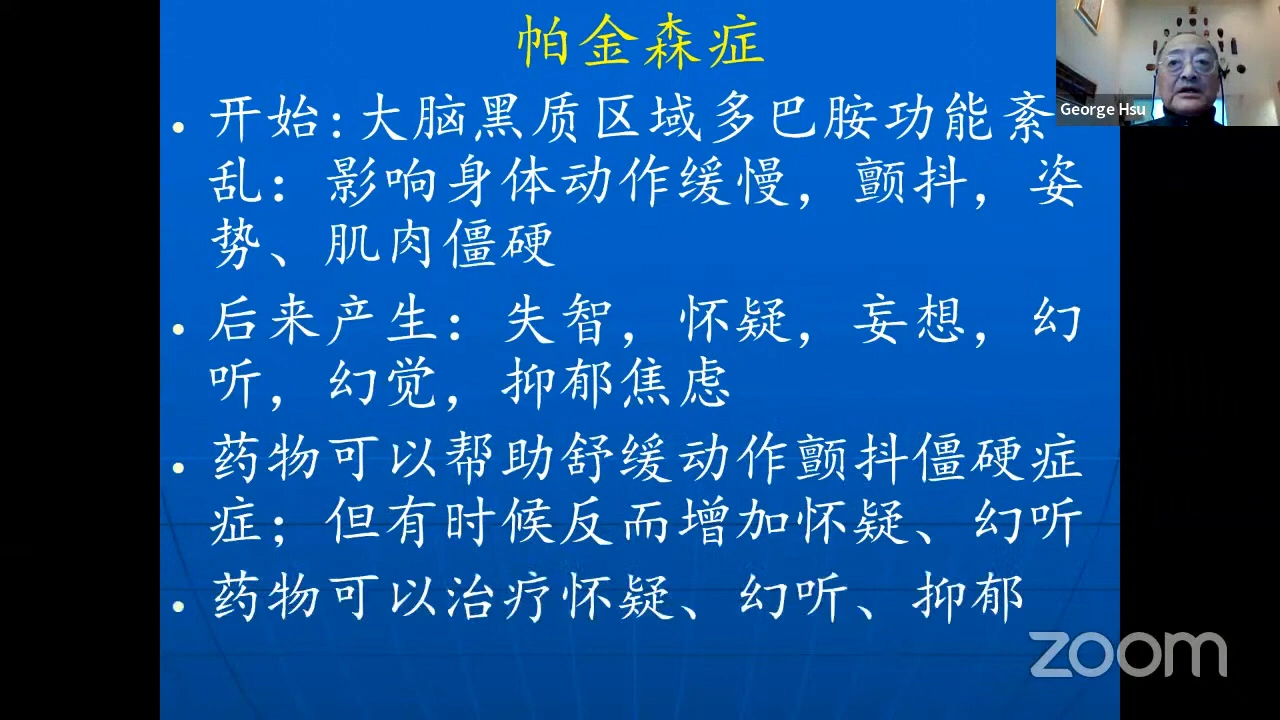 帕金森症
• 开始:大脑黑质区域多巴胺功能紊
乱：影响身体动作缓慢，颤抖，姿
势、肌肉僵硬
• 后来产生：失智，怀疑，妄想，幻
听，幻觉，抑郁焦虑
• 药物可以帮助舒缓动作颤抖僵硬症
症；但有时候反而增加怀疑、幻听
• 药物可以治疗怀疑、幻听、抑郁
George Hsu
zoom